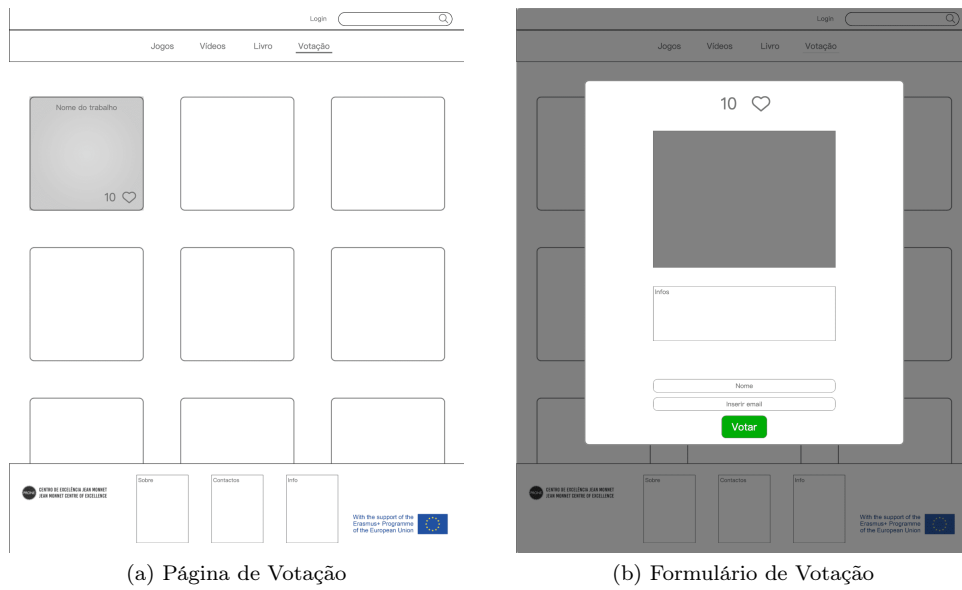 Login
Jogos Vídeos Livro Votação
Nome do trabalho
10
Sobre
Contactos
Info
CENTRO DE EXCELÊNCIA JEAN MONNET
JEAN MONNET CENTRE OF EXCELLENCE
With the support of the
Erasmus+ Programme
of the European Union
(a) Página de Votação
Login
Jogos Vídeos Livro Votação
10
Infos
Nome
Inserir email
Votar
Sobre
Contactos
Info
CENTRO DE EXCELÊNCIA JEAN MONNET
JEAN MONNET CENTRE OF EXCELLENCE
With the support of the
Erasmus+ Programme
of the European Union
(b) Formulário de Votação